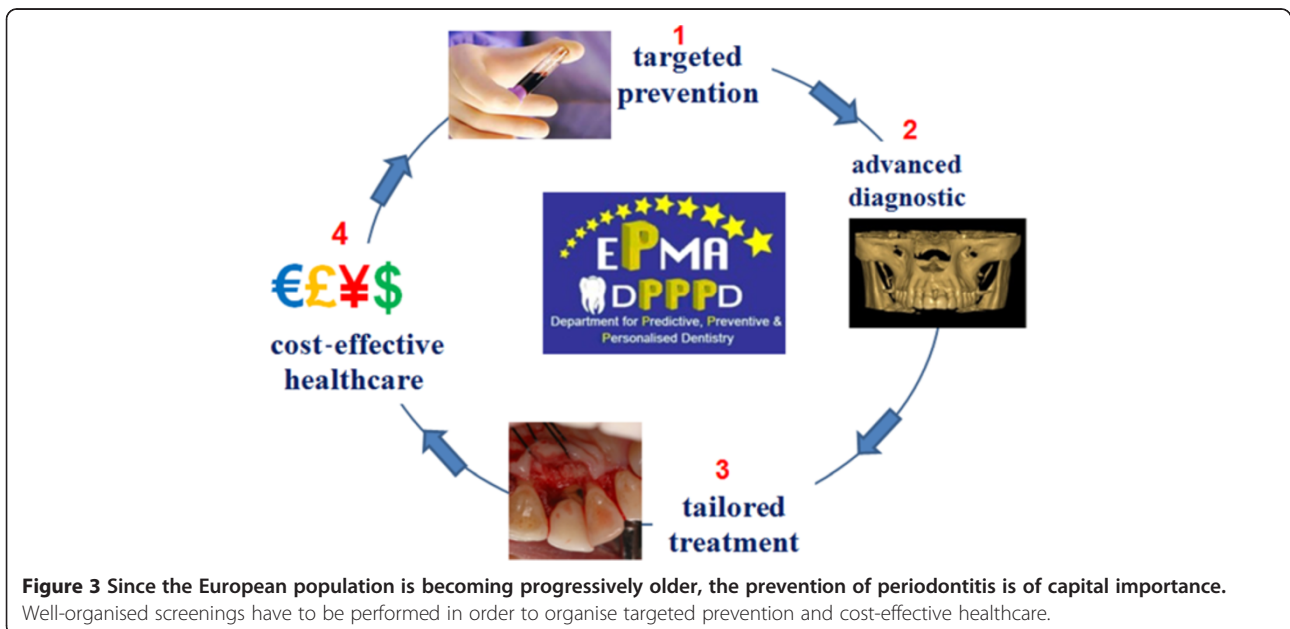 1
targeted
prevention
2
advanced
diagnostic
EPMA
DPPPD
Department for Predictive, Preventive &
Personalised Dentistry
3
tailored
treatment
4
€£¥$
cost-effective
healthcare
Figure 3 Since the European population is becoming progressively older, the prevention of periodontitis is of capital importance.
Well-organised screenings have to be performed in order to organise targeted prevention and cost-effective healthcare.